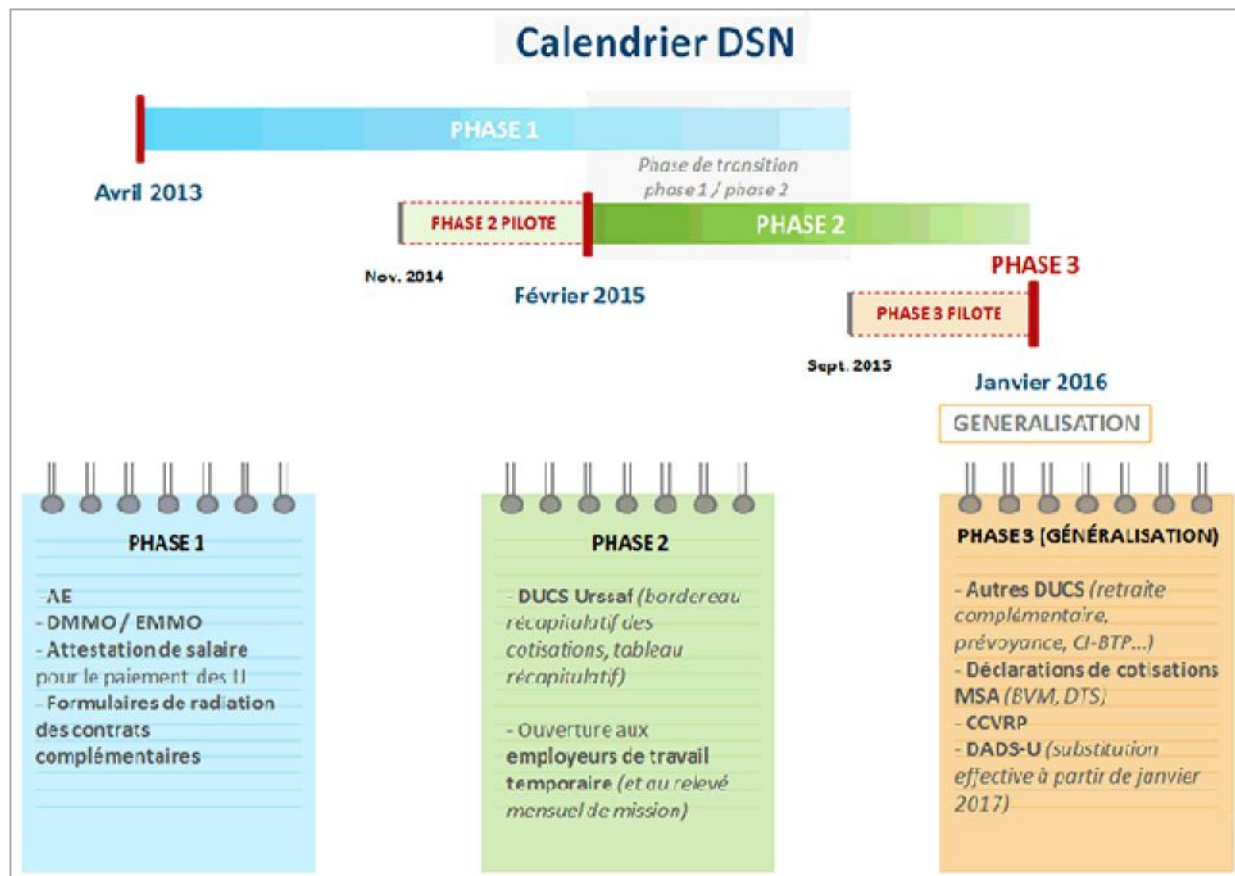 Calendrier DSN
PHASE 1
Avril 2013
Phase de transition
phase 1 / phase 2
PHASE 2 PILOTE
PHASE 2
Nov. 2014
Février 2015
PHASE 3
PHASE 3 PILOTE
Sept. 2015
Janvier 2016
GENERALISATION
PHASE 1
- AE
- DMMO / EMMO
- Attestation de salaire
pour le paiement des IJ
- Formulaires de radiation
des contrats
complémentaires
PHASE 2
- DUCS Urssaf (bordereau
récapitulatif des
cotisations, tableau
récapitulatif)
- Ouverture aux
employeurs de travail
temporaire (et au relevé
mensuel de mission)
PHASE 3 (GÉNÉRALISATION)
- Autres DUCS (retraite
complémentaire,
prévoyance, CI-BTP...)
- Déclarations de cotisations
MSA (BVM, DTS)
- CCVRP
- DADS-U (substitution
effective à partir de janvier
2017)